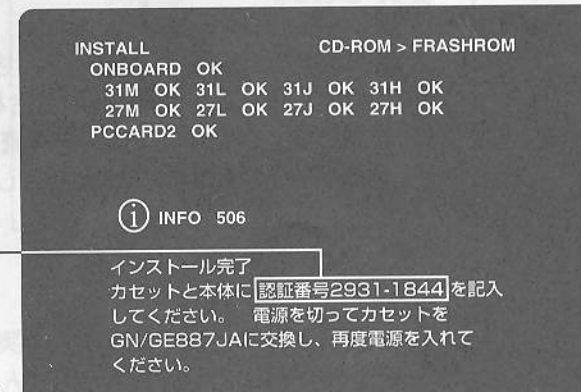 INSTALL CD-ROM > FRASHROM
ONBOARD OK
31M OK 31L OK 31J OK 31H OK
27M OK 27L OK 27J OK 27H OK
PCCARD2 OK
i INFO 506
インストール完了
カセットと本体に認証番号2931-1844を記入
してください。 電源を切ってカセットを
GN/GE887JAに交換し、再度電源を入れて
ください。